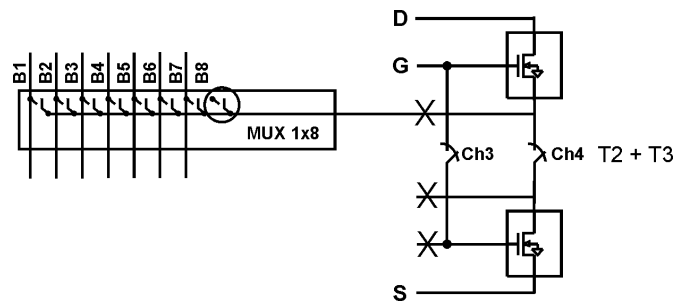 D
G
B1 B2 B3 B4 B5 B6 B7 B8
MUX 1x8
Ch3
Ch4
T2 + T3
S